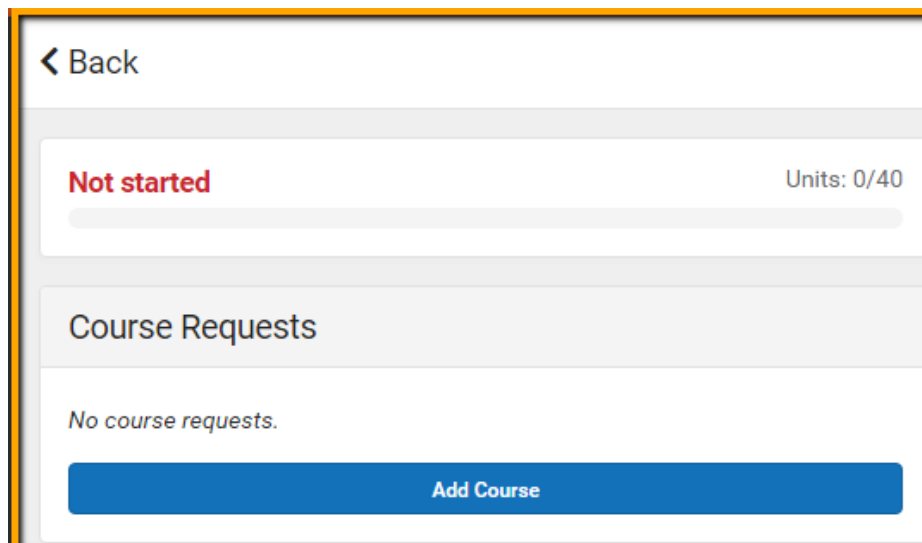 Back
Not started
Units: 0/40
Course Requests
No course requests.
Add Course